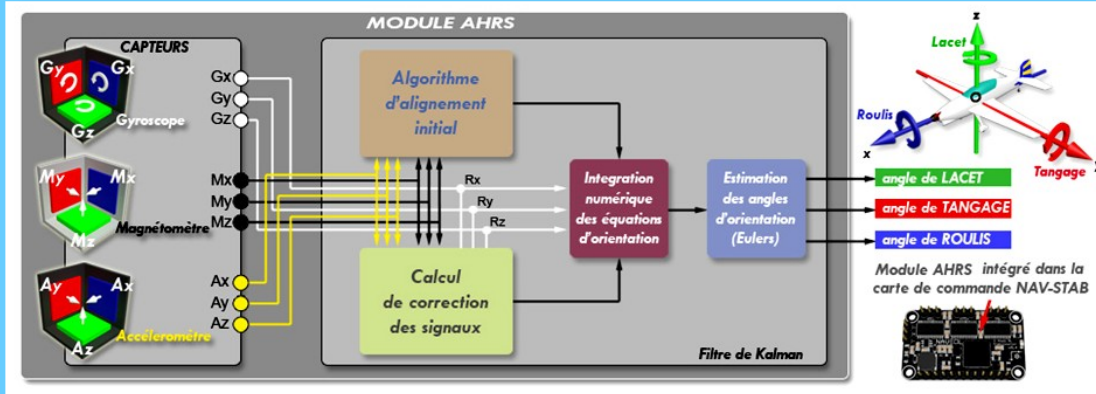 MODULE AHRS
CAPTEURS
Gy Gx
Gz
Gyroscope
My Mx
Mz
Magnétomètre
Ay Ax
Az
Accéleromètre
Gx
Gy
Gz
Mx
My
Mz
Ax
Ay
Az
Algorithme
d'alignement
initial
Rx
Ry
Rz
Calcul
de correction
des signaux
Integration
numérique
des équations
d'orientation
Estimation
des angles
d'orientation
(Eulers)
Filtre de Kalman
z
Lacet
Roulis
x
Tangage
angle de LACET
angle de TANGAGE
angle de ROULIS
Module AHRS intégré dans la
carte de commande NAV-STAB